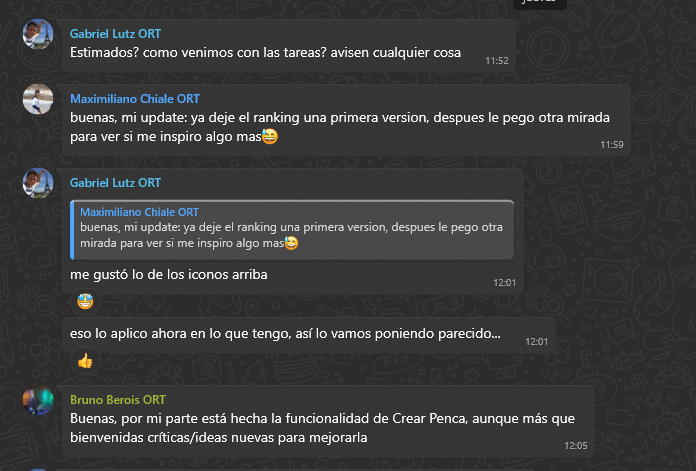 Jueves
Gabriel Lutz ORT
Estimados? como venimos con las tareas? avisen cualquier cosa
11:52
Maximiliano Chiale ORT
buenas, mi update: ya deje el ranking una primera version, despues le pego otra mirada
para ver si me inspiro algo mas😅
11:59
Gabriel Lutz ORT
Maximiliano Chiale ORT
buenas, mi update: ya deje el ranking una primera version, despues le pego otra
mirada para ver si me inspiro algo mas😅
me gustó lo de los iconos arriba
12:01
🤩
eso lo aplico ahora en lo que tengo, así lo vamos poniendo parecido...
12:01
👍
Bruno Berois ORT
Buenas, por mi parte está hecha la funcionalidad de Crear Penca, aunque más que
bienvenidas críticas/ideas nuevas para mejorarla
12:05